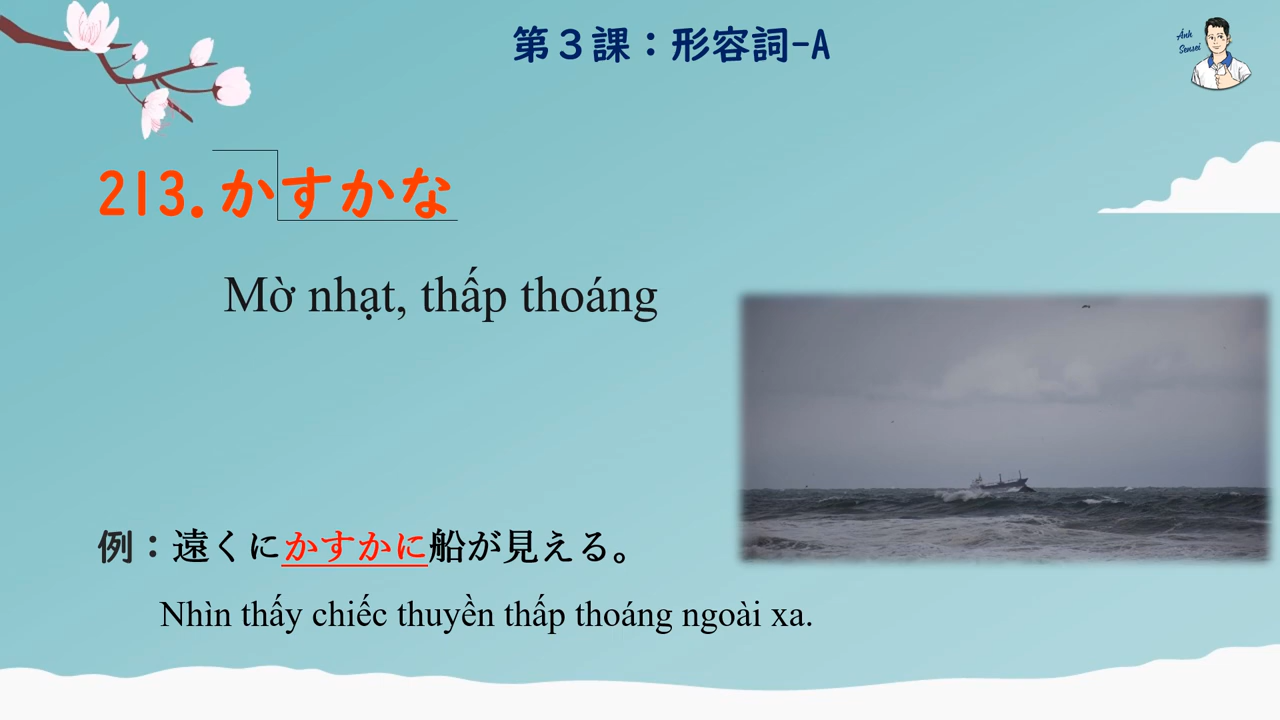 第３課：形容詞-A
Ánh
Sensei
213. かすかな
Mờ nhạt, thấp thoáng
例：遠くにかすかに船が見える。
Nhìn thấy chiếc thuyền thấp thoáng ngoài xa.